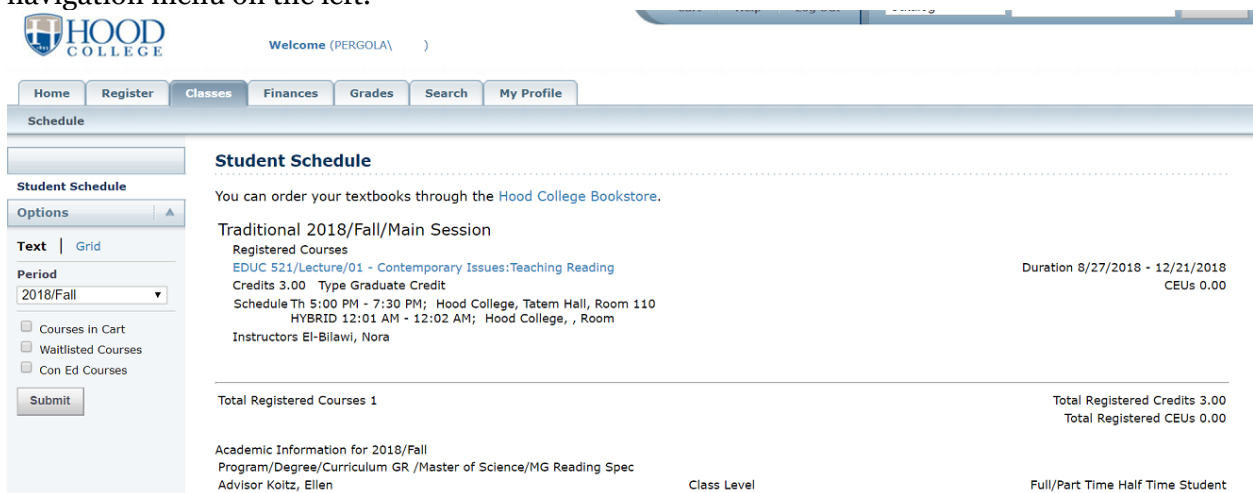 navigation menu on the left.
HOOD
COLLEGE
Welcome (PERGOLA\ )
Home Register Classes Finances Grades Search My Profile
Schedule
Student Schedule
Student Schedule
You can order your textbooks through the Hood College Bookstore.
Options
Text | Grid
Period
2018/Fall
Courses in Cart
Waitlisted Courses
Con Ed Courses
Submit
Traditional 2018/Fall/Main Session
Registered Courses
EDUC 521/Lecture/01 - Contemporary Issues:Teaching Reading Duration 8/27/2018 - 12/21/2018
Credits 3.00 Type Graduate Credit CEUs 0.00
Schedule Th 5:00 PM - 7:30 PM; Hood College, Tatem Hall, Room 110
HYBRID 12:01 AM - 12:02 AM; Hood College, , Room
Instructors El-Bilawi, Nora
Total Registered Courses 1 Total Registered Credits 3.00
Total Registered CEUs 0.00
Academic Information for 2018/Fall
Program/Degree/Curriculum GR /Master of Science/MG Reading Spec
Advisor Koitz, Ellen Class Level Full/Part Time Half Time Student